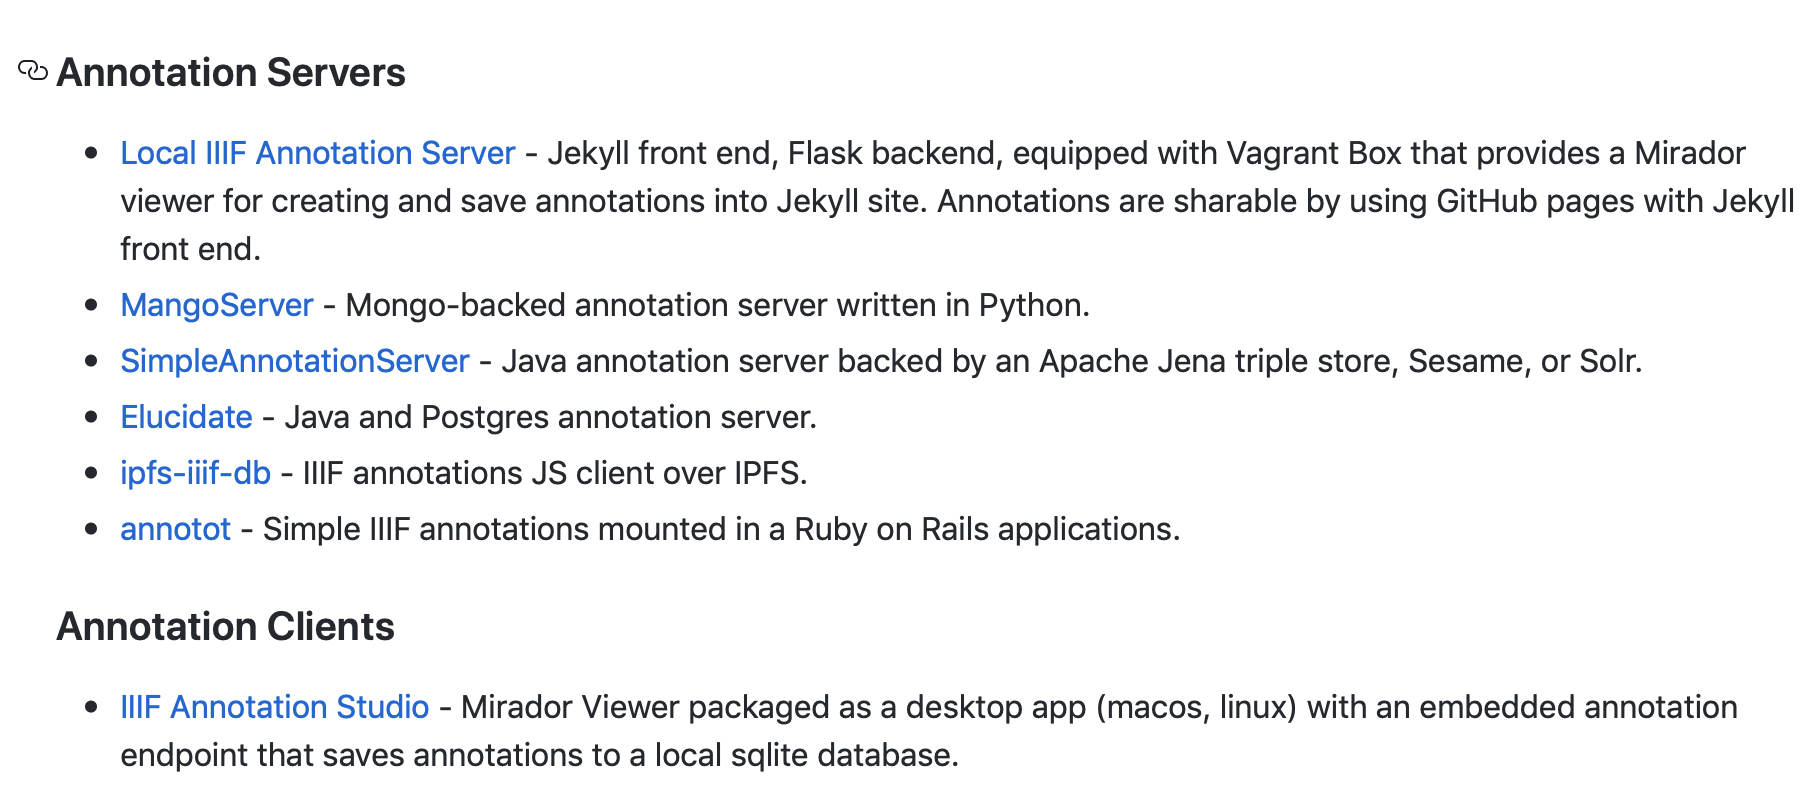 Annotation Servers
Local IIIF Annotation Server - Jekyll front end, Flask backend, equipped with Vagrant Box that provides a Mirador
viewer for creating and save annotations into Jekyll site. Annotations are sharable by using GitHub pages with Jekyll
front end.
MangoServer - Mongo-backed annotation server written in Python.
SimpleAnnotationServer - Java annotation server backed by an Apache Jena triple store, Sesame, or Solr.
Elucidate - Java and Postgres annotation server.
ipfs-iiif-db - IIIF annotations JS client over IPFS.
annotot - Simple IIIF annotations mounted in a Ruby on Rails applications.
Annotation Clients
IIIF Annotation Studio - Mirador Viewer packaged as a desktop app (macos, linux) with an embedded annotation
endpoint that saves annotations to a local sqlite database.